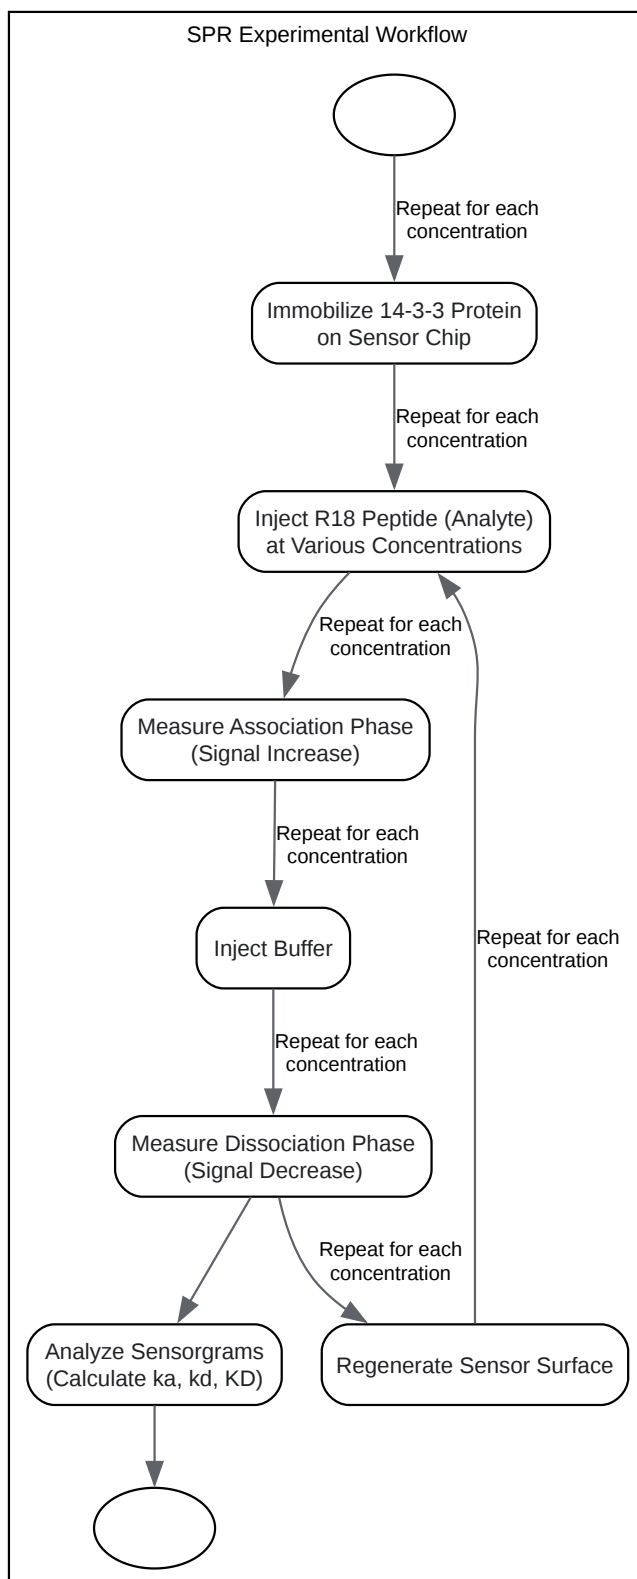 SPR Experimental Workflow
Repeat for each
concentration
Immobilize 14-3-3 Protein
on Sensor Chip
Repeat for each
concentration
Inject R18 Peptide (Analyte)
at Various Concentrations
Repeat for each
concentration
Measure Association Phase
(Signal Increase)
Repeat for each
concentration
Inject Buffer
Repeat for each
concentration
Repeat for each
concentration
Measure Dissociation Phase
(Signal Decrease)
Repeat for each
concentration
Analyze Sensorgrams
(Calculate ka, kd, KD)
Regenerate Sensor Surface